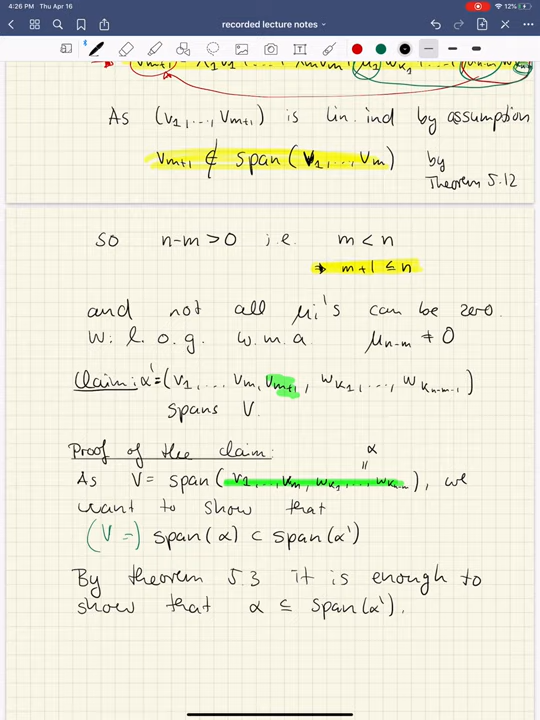 4:26 PM Thu Apr 16
recorded lecture notes
As (v1,...,vm+1) is lin. ind by assumption
vm+1 ∉ span(v1,...,vm) by
Theorem 5.12
so n-m>0 i.e. m<n
⇒ m+1≤n
and not all μi's can be zero.
w. l. o. g. w.m.a. μn-m ≠ 0
Claim: α'=(v1,...,vm,vm+1,wk1,...,wkn-m-1)
spans V.
Proof of the claim:
α
=
As V= span(v1,...,vm,wk1,...,wkn-m), we
want to show that
(V=) span(α) ⊂ span(α')
By theorem 5.3 it is enough to
show that α ⊆ span(α').